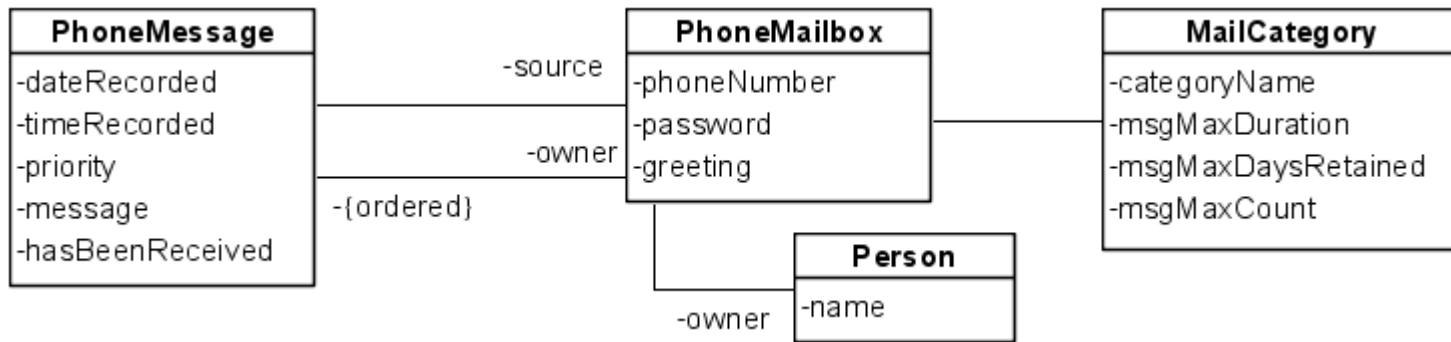 PhoneMessage
-dateRecorded
-timeRecorded
-priority
-message
-hasBeenReceived
-source
-owner
-{ordered}
PhoneMailbox
-phoneNumber
-password
-greeting
MailCategory
-categoryName
-msgMaxDuration
-msgMaxDaysRetained
-msgMaxCount
-owner
Person
-name